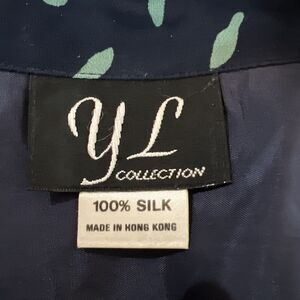 YL
COLLECTION
100% SILK
MADE IN HONG KONG